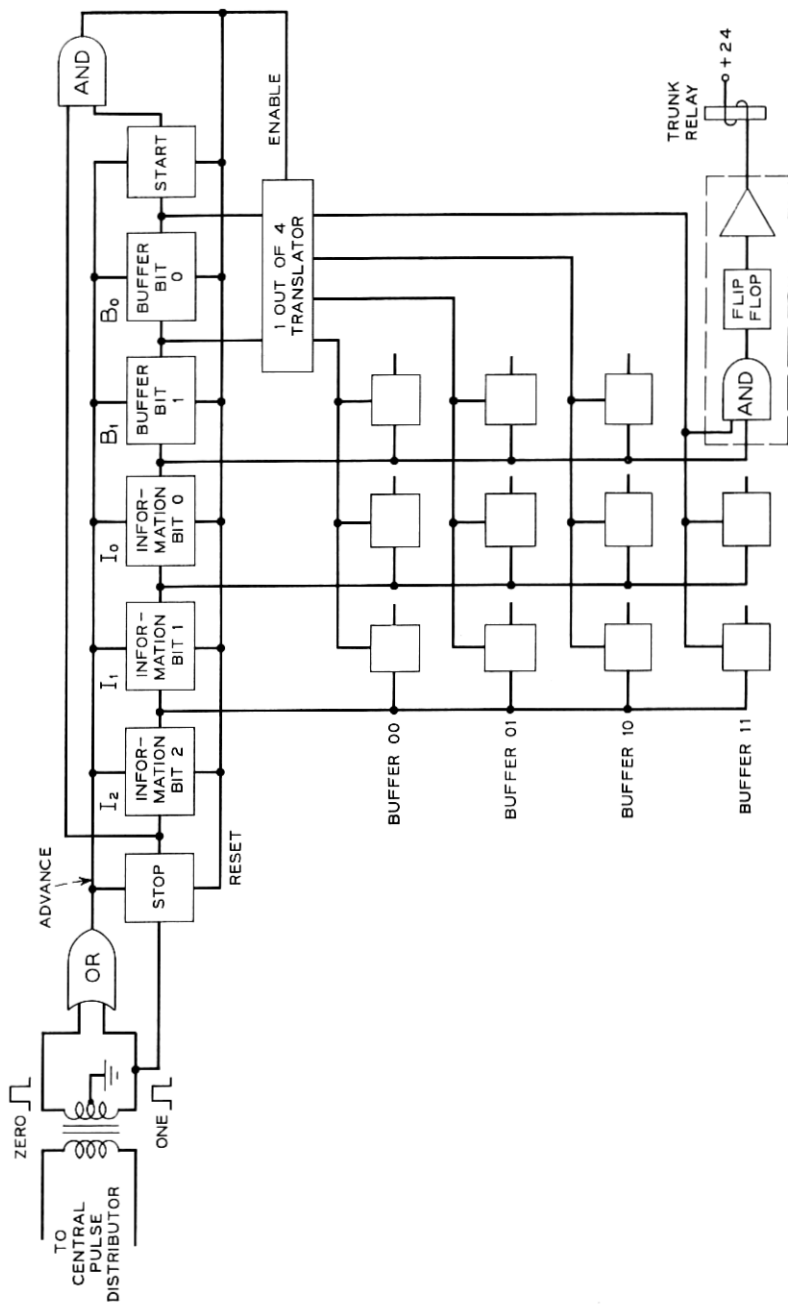 TO
CENTRAL
PULSE
DISTRIBUTOR
ZERO
ONE
OR
ADVANCE
STOP
RESET
I2
INFOR-
MATION
BIT 2
I1
INFOR-
MATION
BIT 1
I0
INFOR-
MATION
BIT 0
B1
BUFFER
BIT
1
B0
BUFFER
BIT
0
START
AND
ENABLE
1 OUT OF 4
TRANSLATOR
BUFFER 00
BUFFER 01
BUFFER 10
BUFFER 11
AND
FLIP
FLOP
TRUNK
RELAY
+24